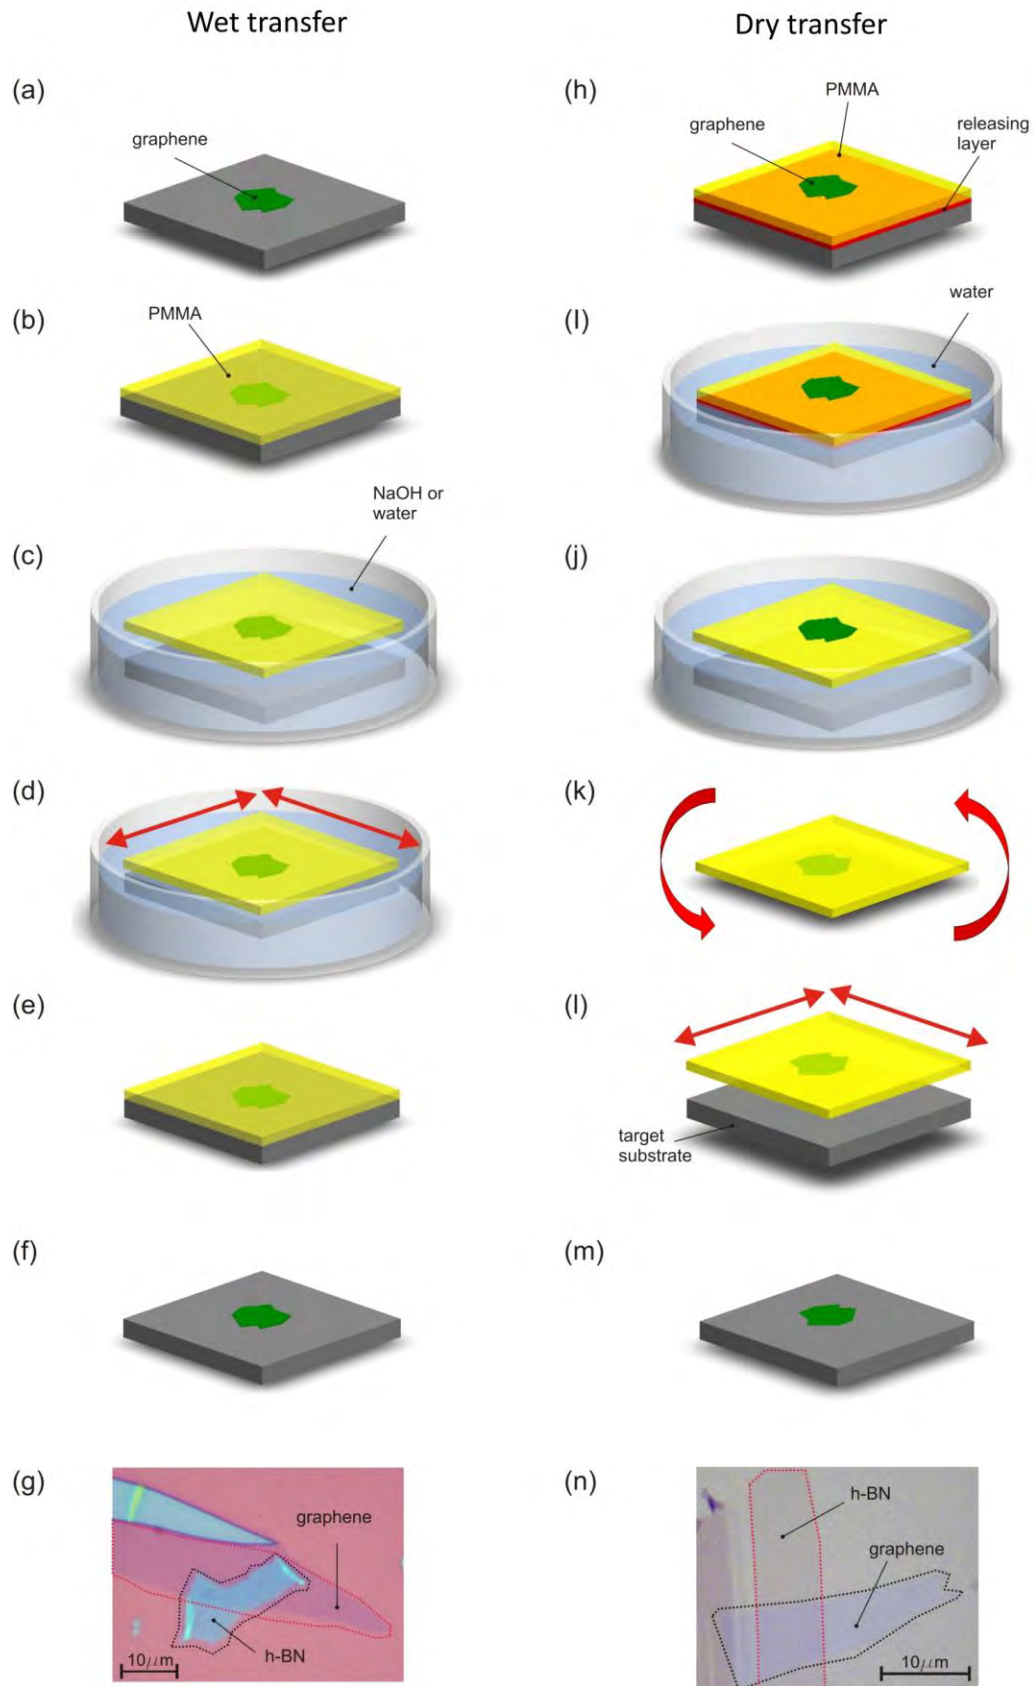 Wet transfer
(a)
graphene
(b)
PMMA
(c)
NaOH or
water
(d)
(e)
(f)
(g)
graphene
h-BN
10μm
Dry transfer
(h)
PMMA
graphene
releasing
layer
(I)
water
(j)
(k)
(l)
target
substrate
(m)
(n)
h-BN
graphene
10μm